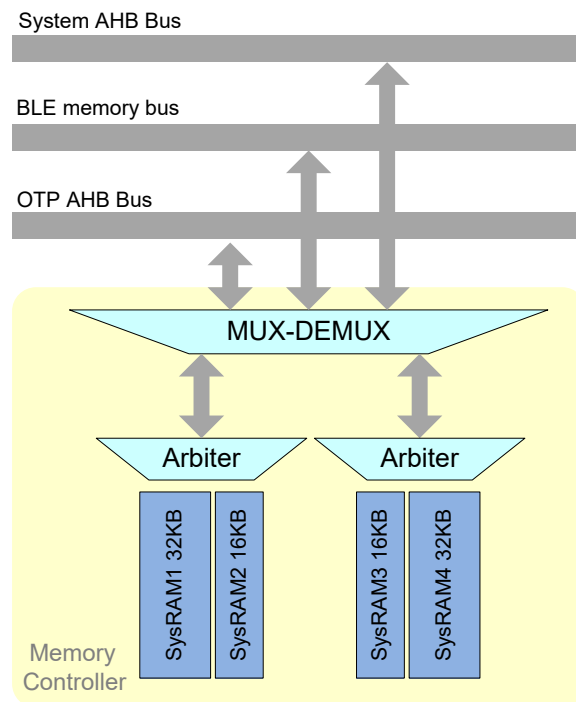 System AHB Bus
BLE memory bus
OTP AHB Bus
MUX-DEMUX
Arbiter
Arbiter
SysRAM1 32KB
SysRAM2 16KB
SysRAM3 16KB
SysRAM4 32KB
Memory
Controller